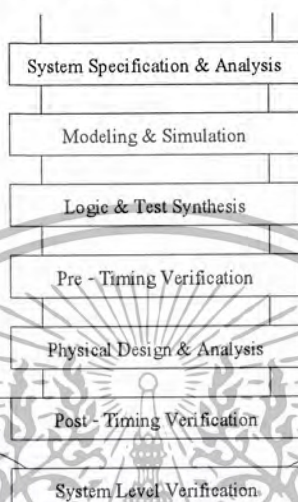 System Specification & Analysis
Modeling & Simulation
Logic & Test Synthesis
Pre - Timing Verification
Physical Design & Analysis
Post - Timing Verification
System Level Verification